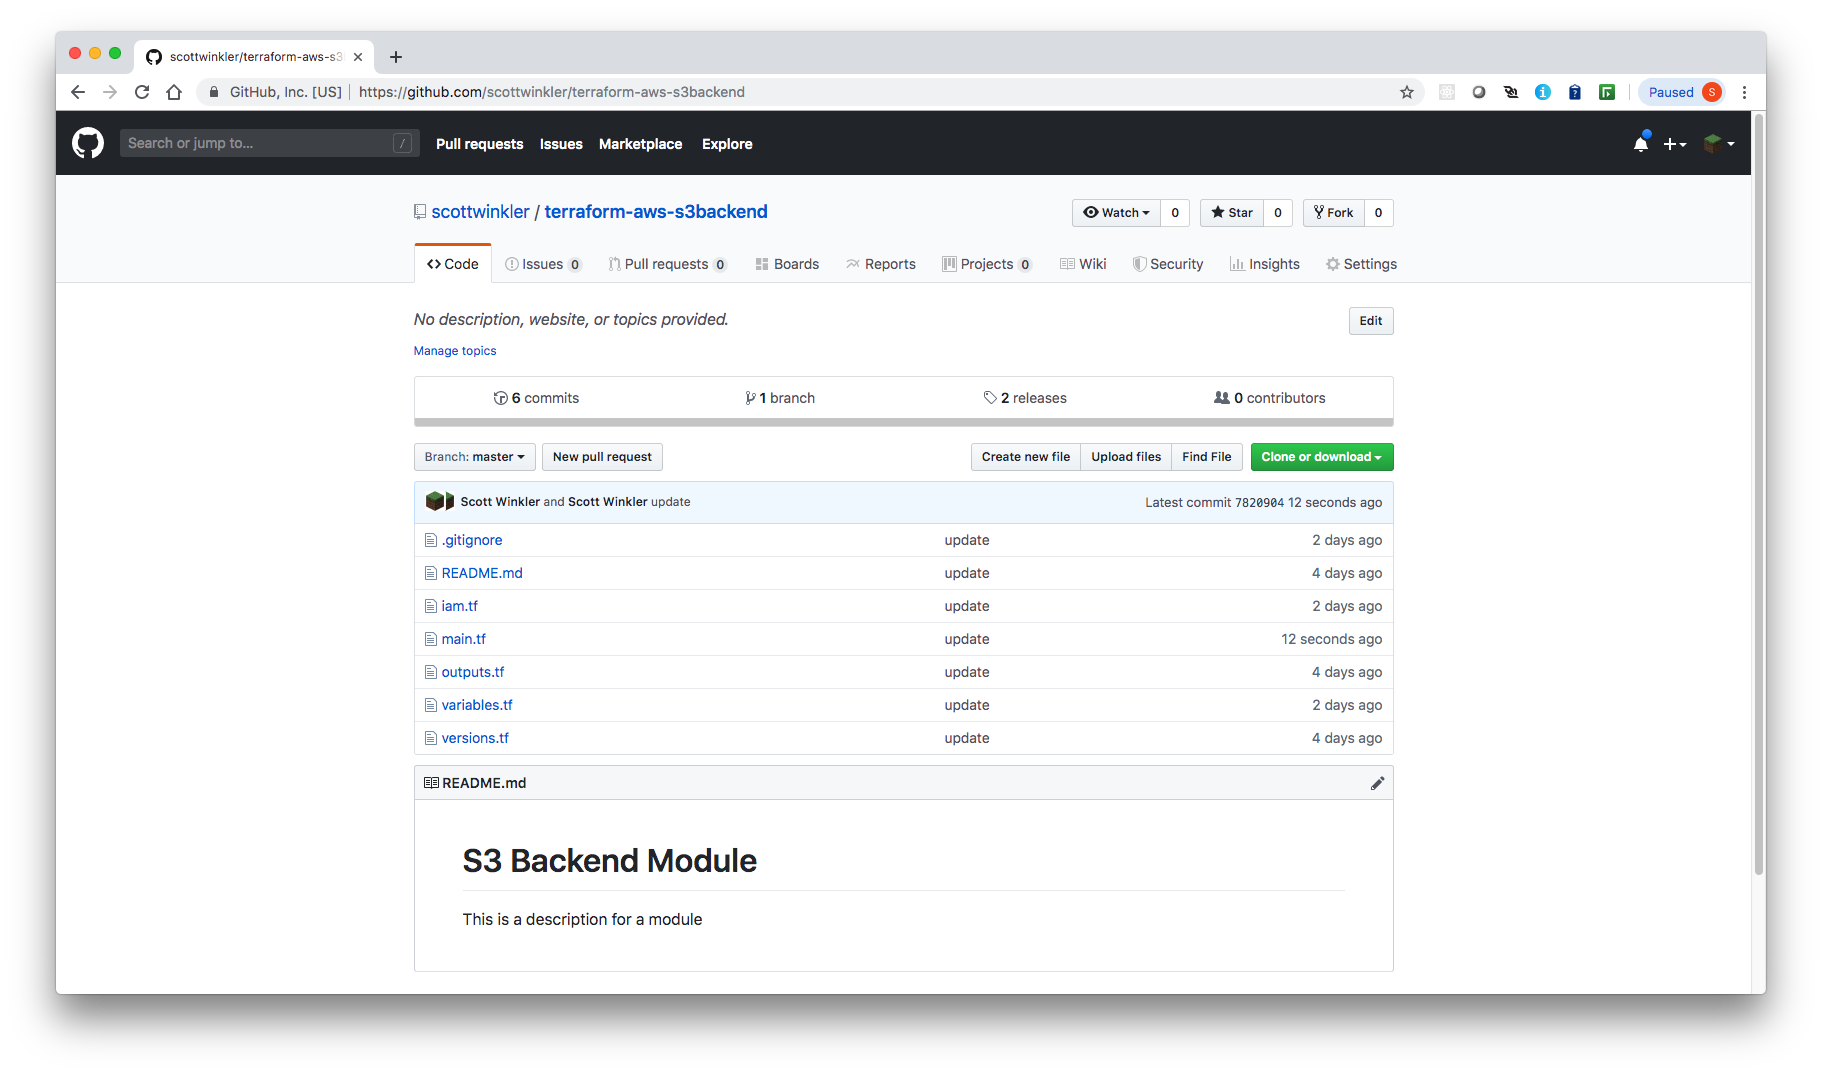 scottwinkler/terraform-aws-s3
GitHub, Inc. [US] | https://github.com/scottwinkler/terraform-aws-s3backend
Paused S
Search or jump to... /
Pull requests Issues Marketplace Explore
scottwinkler / terraform-aws-s3backend
Watch 0 Star 0 Fork 0
Code Issues 0 Pull requests 0 Boards Reports Projects 0 Wiki Security Insights Settings
No description, website, or topics provided.
Edit
Manage topics
6 commits 1 branch 2 releases 0 contributors
Branch: master New pull request Create new file Upload files Find File Clone or download
Scott Winkler and Scott Winkler update Latest commit 7820904 12 seconds ago
.gitignore update 2 days ago
README.md update 4 days ago
iam.tf update 2 days ago
main.tf update 12 seconds ago
outputs.tf update 4 days ago
variables.tf update 2 days ago
versions.tf update 4 days ago
README.md
S3 Backend Module
This is a description for a module